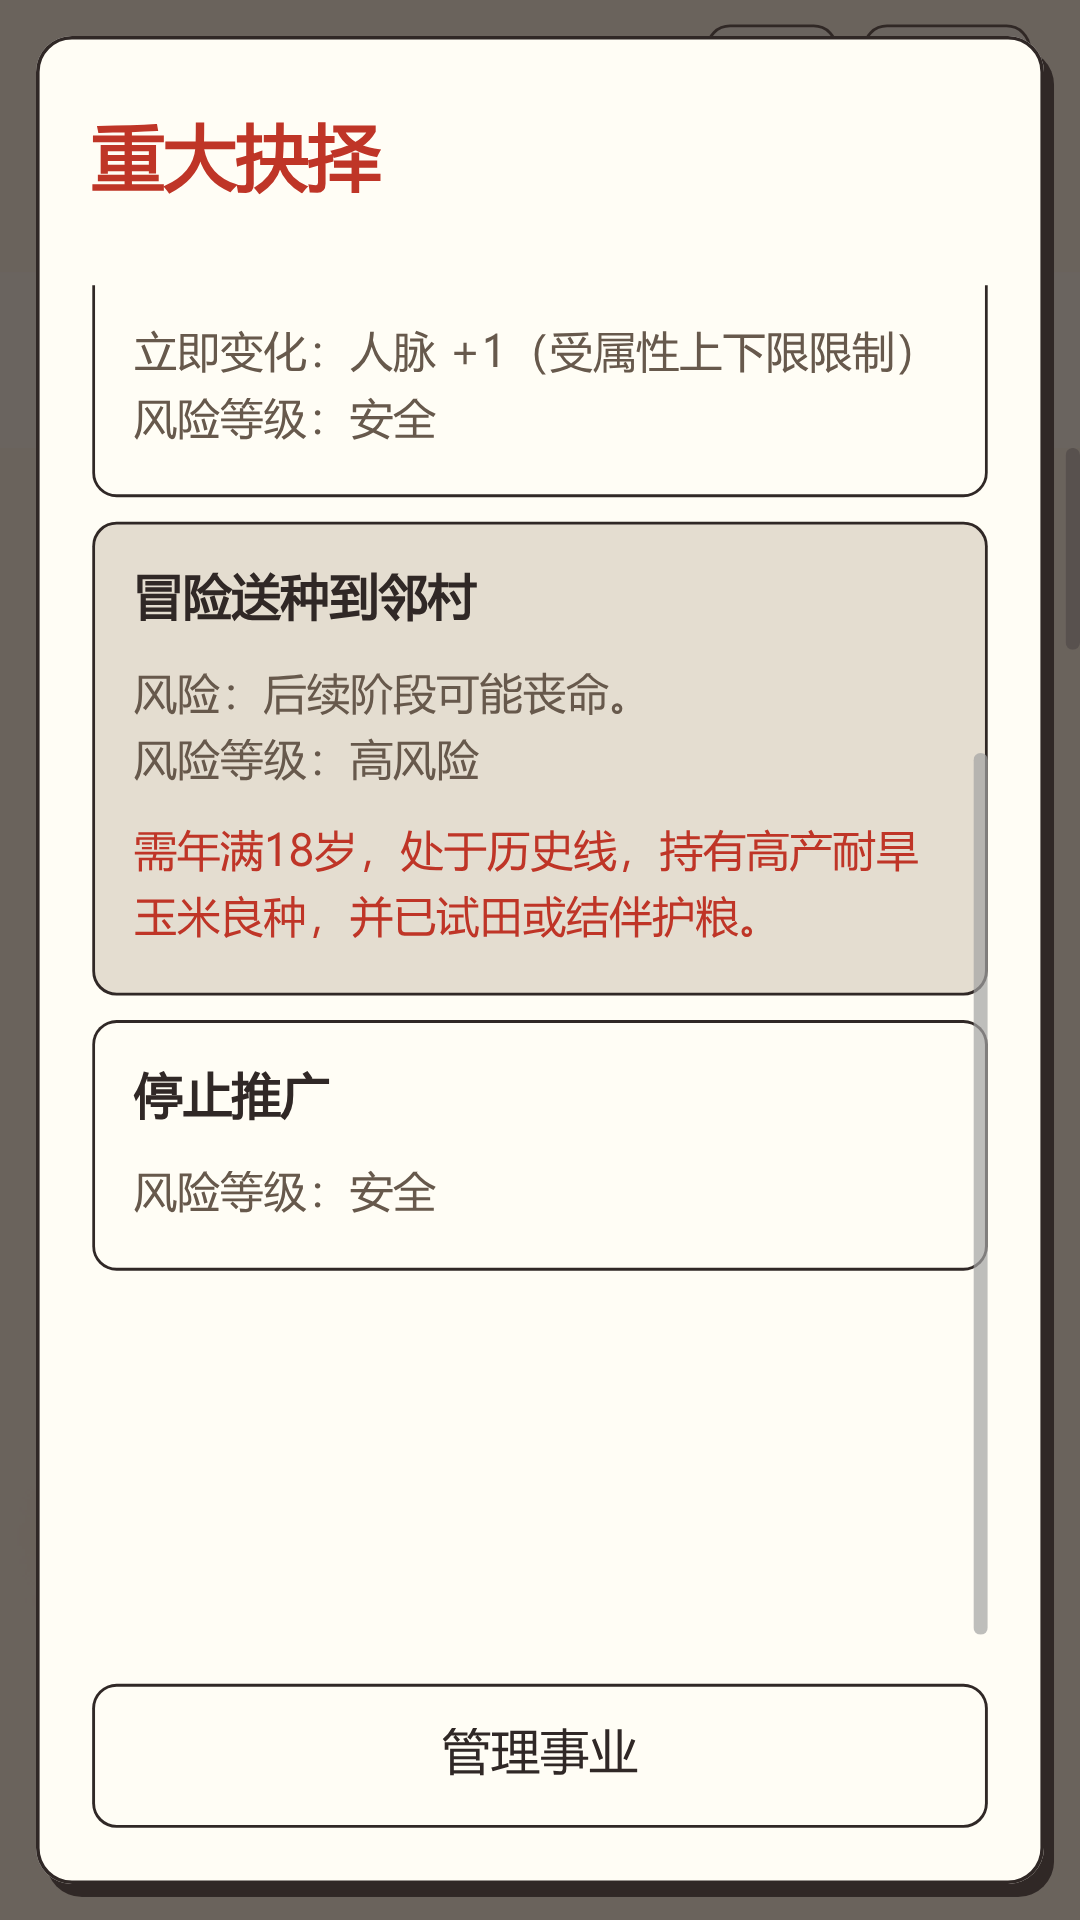 重大抉择
立即变化：人脉 +1（受属性上下限限制）
风险等级：安全
冒险送种到邻村
风险：后续阶段可能丧命。
风险等级：高风险
需年满18岁，处于历史线，持有高产耐旱
玉米良种，并已试田或结伴护粮。
停止推广
风险等级：安全
管理事业